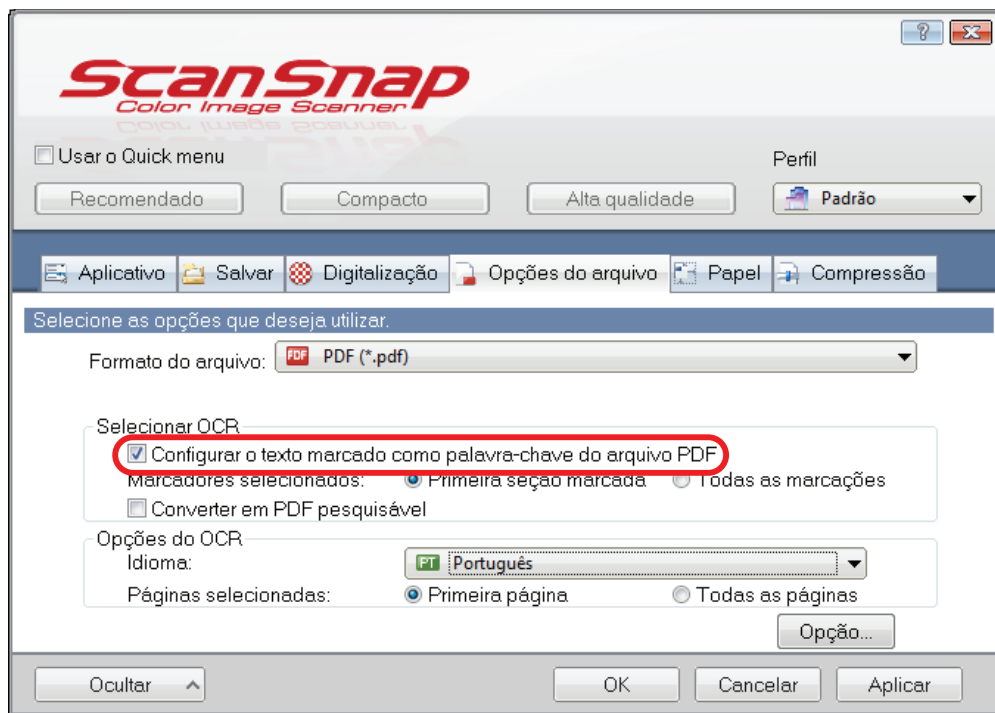 ScanSnap
Color Image Scanner
Usar o Quick menu
Perfil
Recomendado Compacto Alta qualidade Padrão
Aplicativo Salvar Digitalização Opções do arquivo Papel Compressão
Selecione as opções que deseja utilizar.
Formato do arquivo: PDF PDF (*.pdf)
Selecionar OCR
Configurar o texto marcado como palavra-chave do arquivo PDF
Marcadores selecionados: Primeira seção marcada Todas as marcações
Converter em PDF pesquisável
Opções do OCR
Idioma: PT Português
Páginas selecionadas: Primeira página Todas as páginas
Opção...
Ocultar OK Cancelar Aplicar